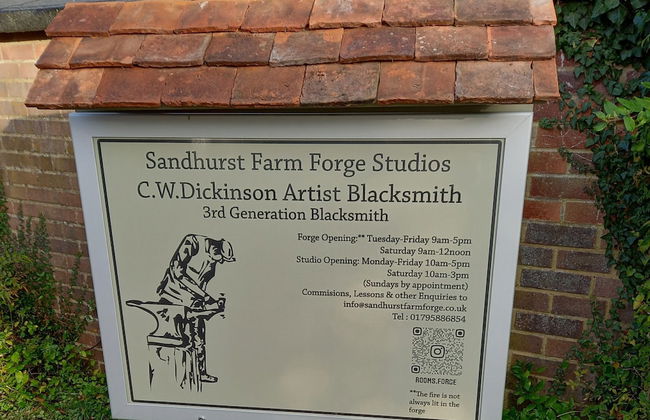 Sandhurst Farm Forge Studios
C.W.Dickinson Artist Blacksmith
3rd Generation Blacksmith
Forge Opening:** Tuesday-Friday 9am-5pm
Saturday 9am-12noon
Studio Opening: Monday-Friday 10am-5pm
Saturday 10am-3pm
(Sundays by appointment)
Commisions, Lessons & other Enquiries to
info@sandhurstfarmforge.co.uk
Tel : 01795886854
ROOMS.FORGE
**The fire is not
always lit in the
forge